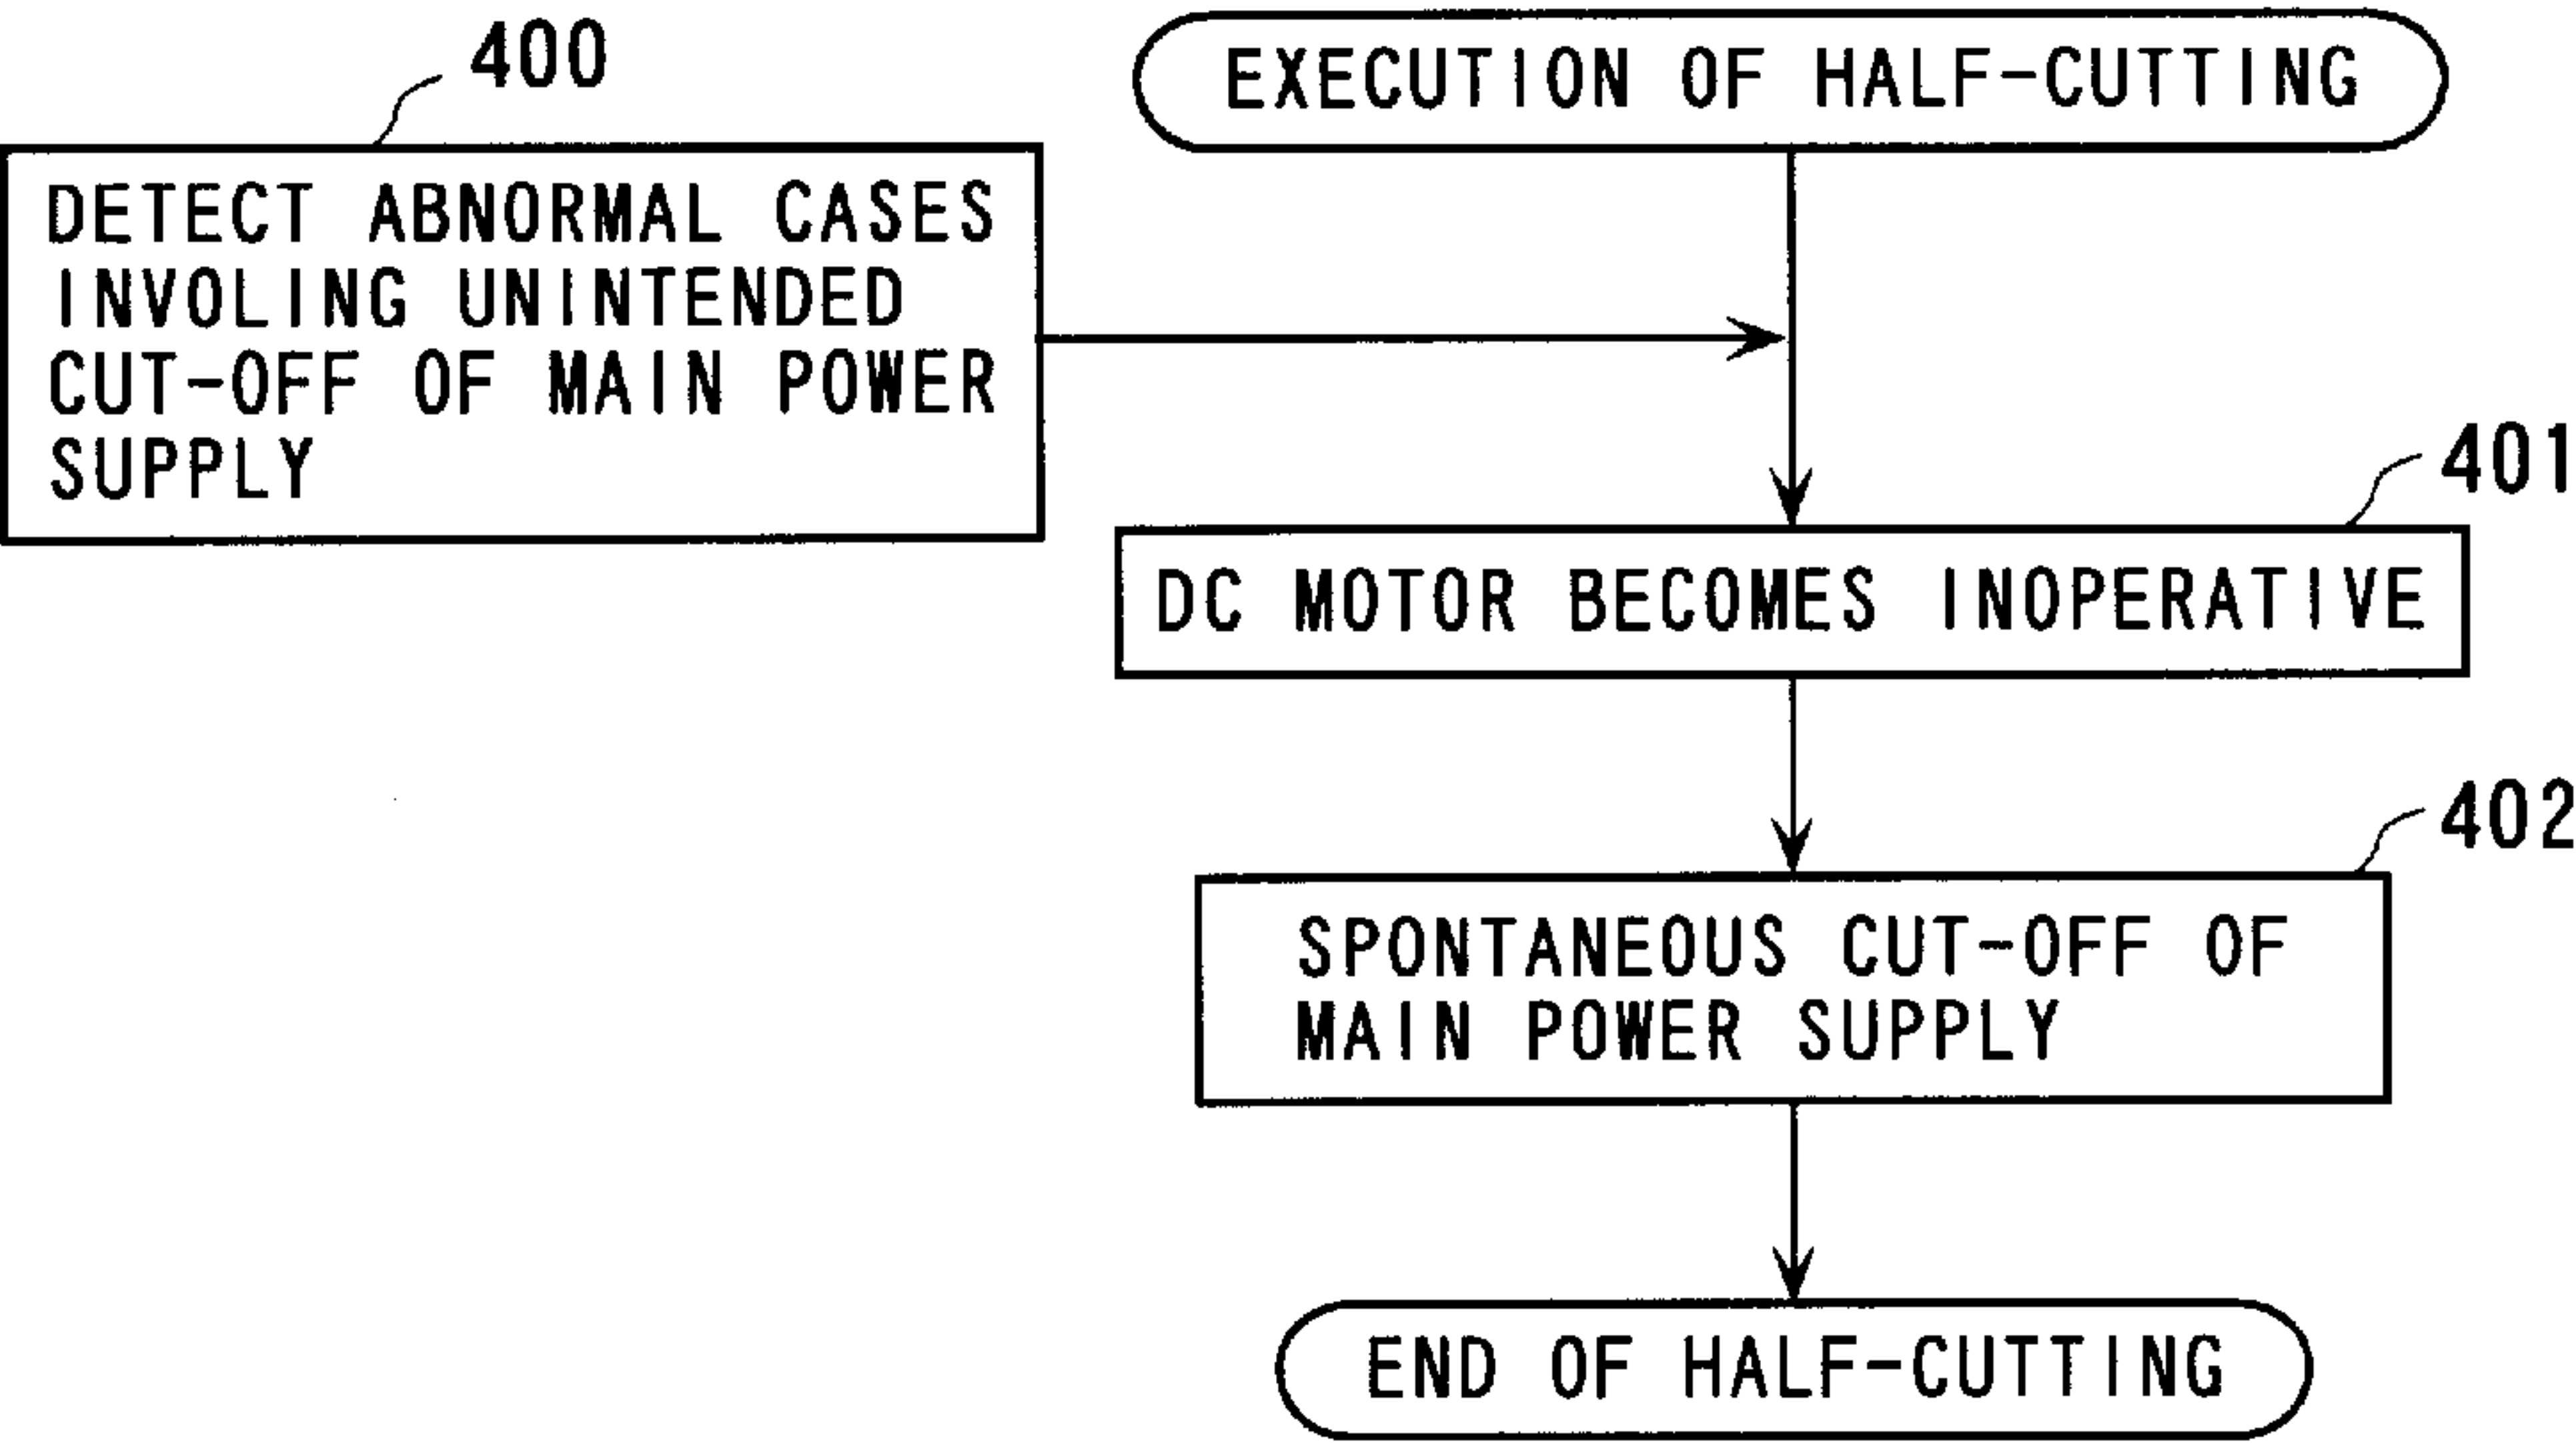 400
EXECUTION OF HALF-CUTTING
DETECT ABNORMAL CASES
INVOLING UNINTENDED
CUT-OFF OF MAIN POWER
SUPPLY
401
DC MOTOR BECOMES INOPERATIVE
402
SPONTANEOUS CUT-OFF OF
MAIN POWER SUPPLY
END OF HALF-CUTTING